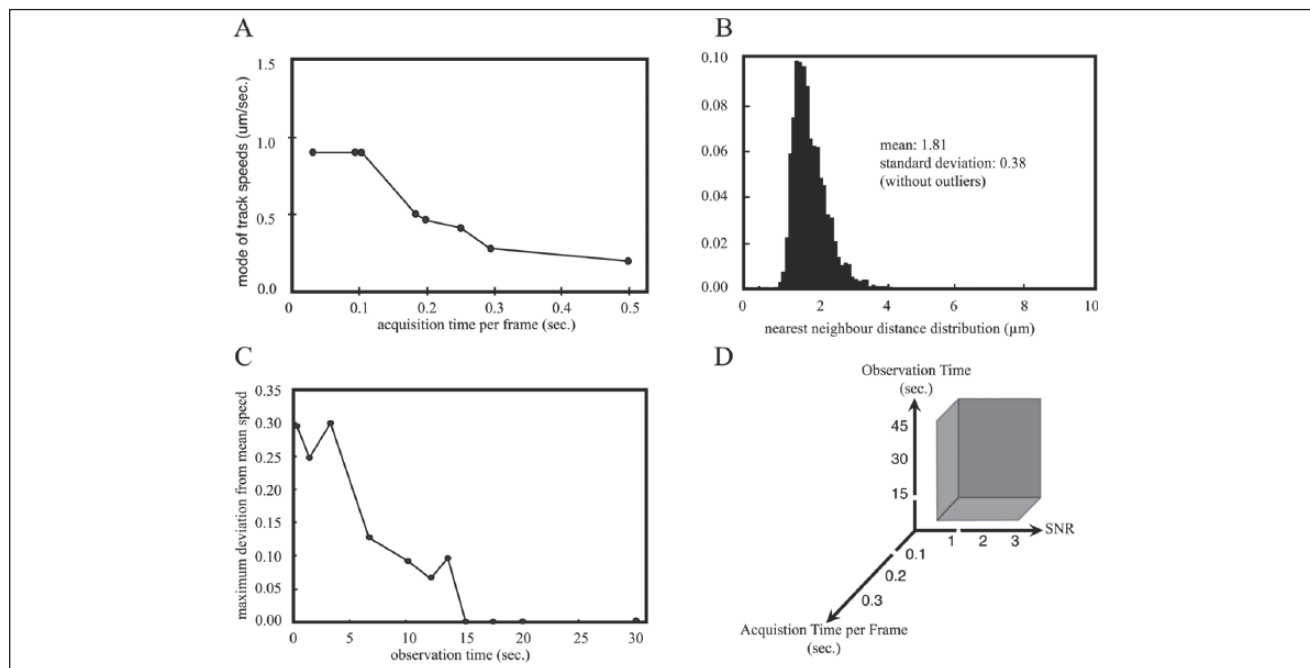 A
mode of track speeds (um/sec.)
1.5
1.0
0.5
0.0
0
0.1
0.2
0.3
0.4
0.5
acquisition time per frame (sec.)
B
0.10
0.08
0.06
0.04
0.02
0.00
mean: 1.81
standard deviation: 0.38
(without outliers)
0
2
4
6
8
10
nearest neighbour distance distribution (µm)
C
maximum deviation from mean speed
0.35
0.30
0.25
0.20
0.15
0.10
0.05
0.00
0
5
10
15
20
25
30
observation time (sec.)
D
Observation Time
(sec.)
45
30
15
SNR
1
2
3
0.1
0.2
0.3
Acquistion Time per Frame
(sec.)